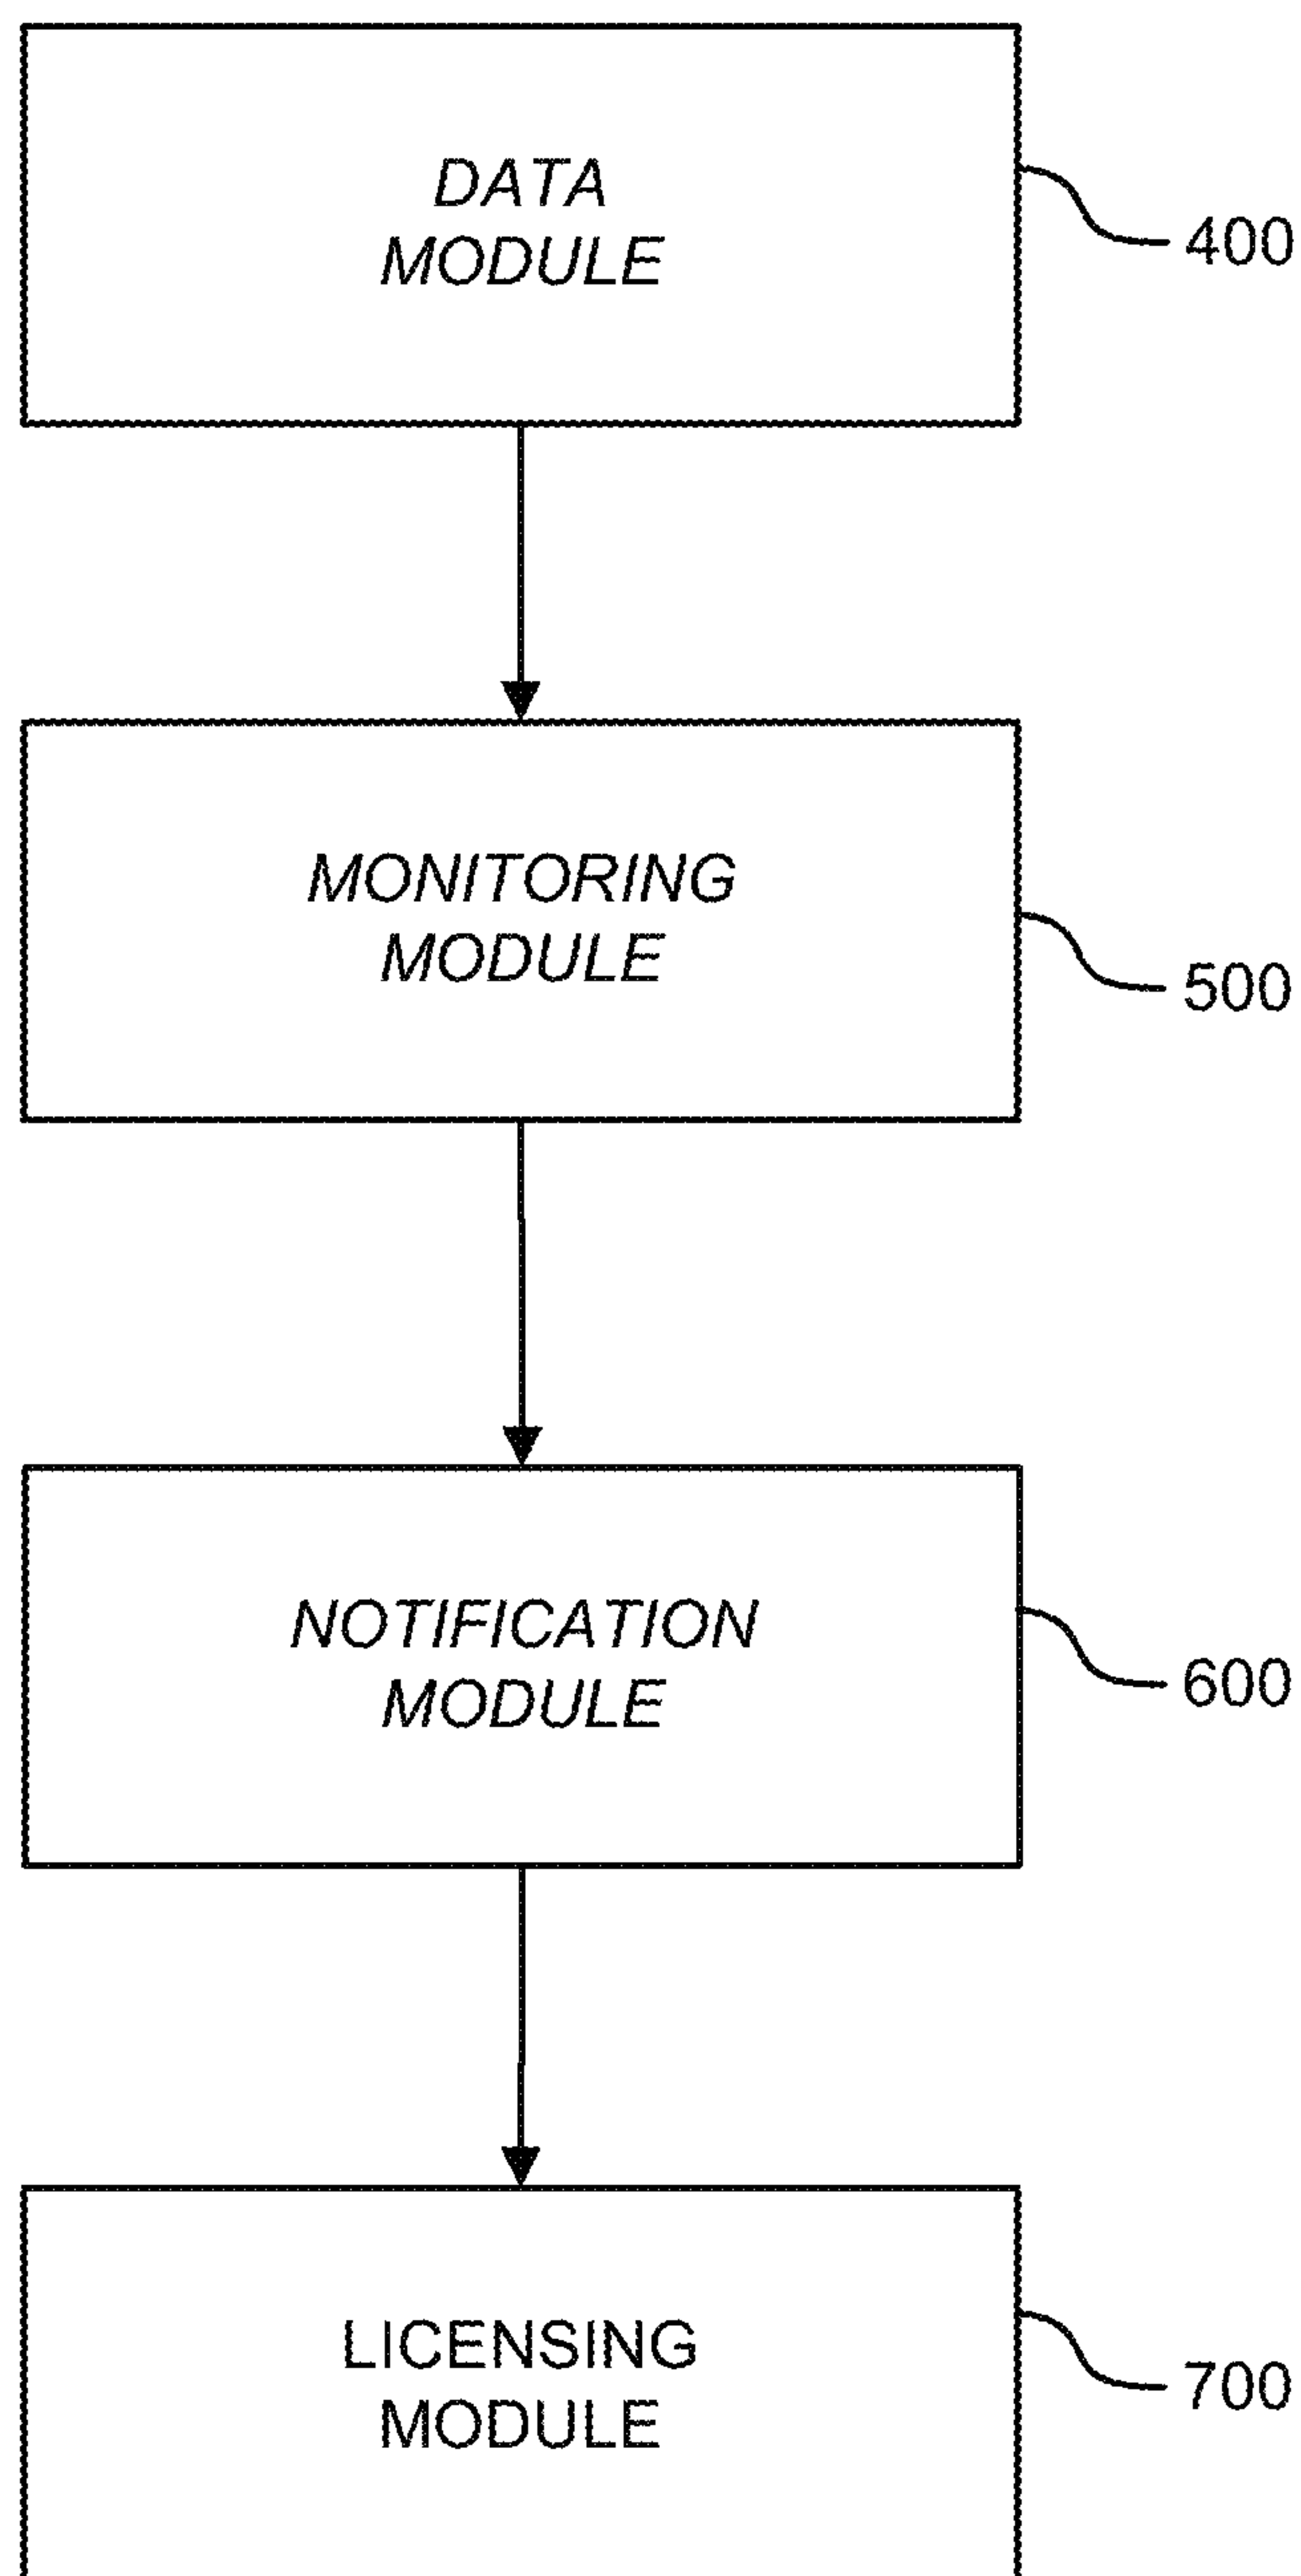 DATA
MODULE
400
MONITORING
MODULE
500
NOTIFICATION
MODULE
600
LICENSING
MODULE
700